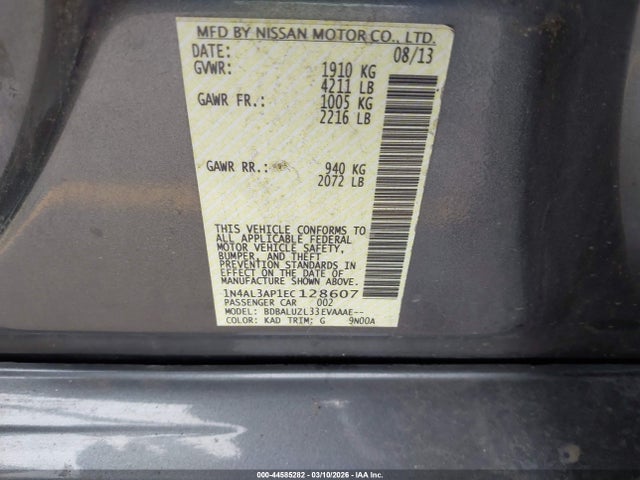 MFD BY NISSAN MOTOR CO., LTD.
DATE: 08/13
GVWR: 1910 KG
4211 LB
GAWR FR.: 1005 KG
2216 LB
GAWR RR.: 940 KG
2072 LB
THIS VEHICLE CONFORMS TO
ALL APPLICABLE FEDERAL
MOTOR VEHICLE SAFETY,
BUMPER, AND THEFT
PREVENTION STANDARDS IN
EFFECT ON THE DATE OF
MANUFACTURE SHOWN ABOVE.
1N4AL3AP1EC128607
PASSENGER CAR 002
MODEL: BDBALUZL33EVAAAE--
COLOR: KAD TRIM: G 9N00A
000-44585282 - 03/10/2026 - IAA Inc.